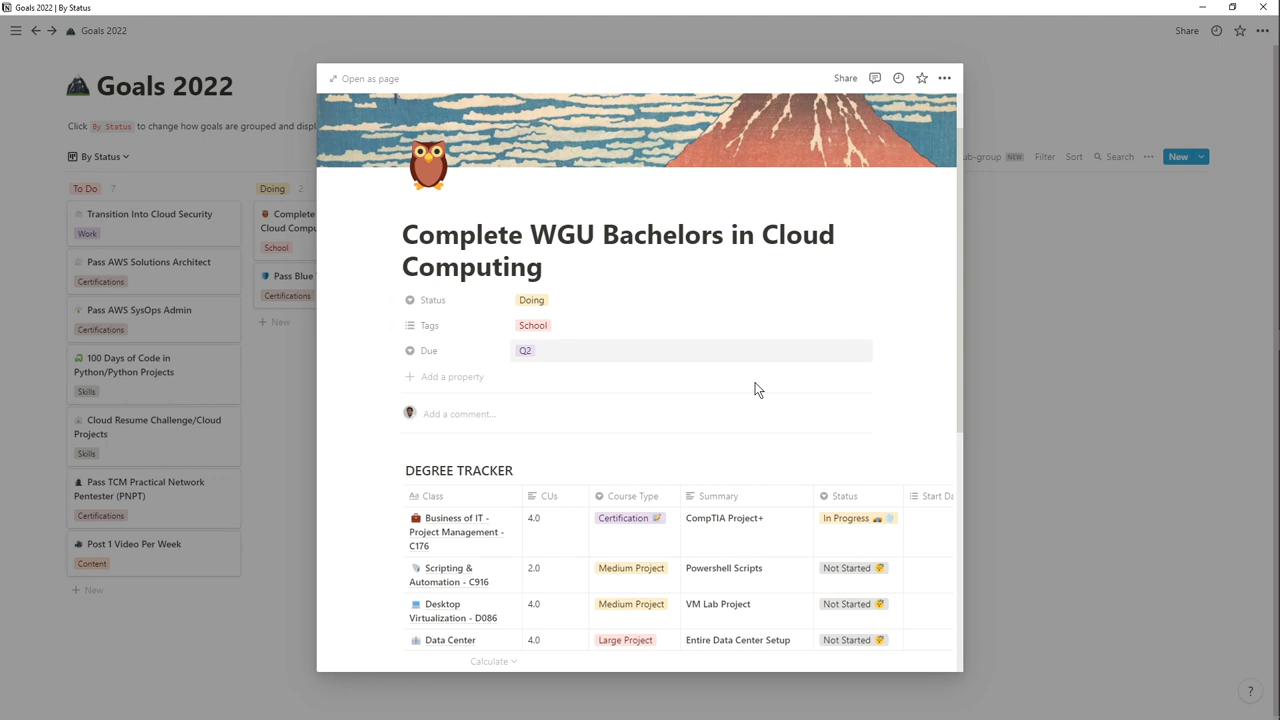 Goals 2022 | By Status
Goals 2022
Share
Open as page
Share
Goals 2022
Click By Status to change how goals are grouped and displ
By Status
ub-group NEW Filter Sort Search New
To Do 7
Transition Into Cloud Security
Work
Pass AWS Solutions Architect
Certifications
Pass AWS SysOps Admin
Certifications
100 Days of Code in
Python/Python Projects
Skills
Cloud Resume Challenge/Cloud
Projects
Skills
Pass TCM Practical Network
Pentester (PNPT)
Certifications
Post 1 Video Per Week
Content
+ New
Doing 2
Complete
Cloud Compu
School
Pass Blue
Certifications
+ New
Complete WGU Bachelors in Cloud
Computing
Status Doing
Tags School
Due Q2
+ Add a property
Add a comment...
DEGREE TRACKER
Aa Class CUs Course Type Summary Status Start Da
Business of IT - 4.0 Certification CompTIA Project+ In Progress
Project Management -
C176
Scripting & 2.0 Medium Project Powershell Scripts Not Started
Automation - C916
Desktop 4.0 Medium Project VM Lab Project Not Started
Virtualization - D086
Data Center 4.0 Large Project Entire Data Center Setup Not Started
Calculate
?